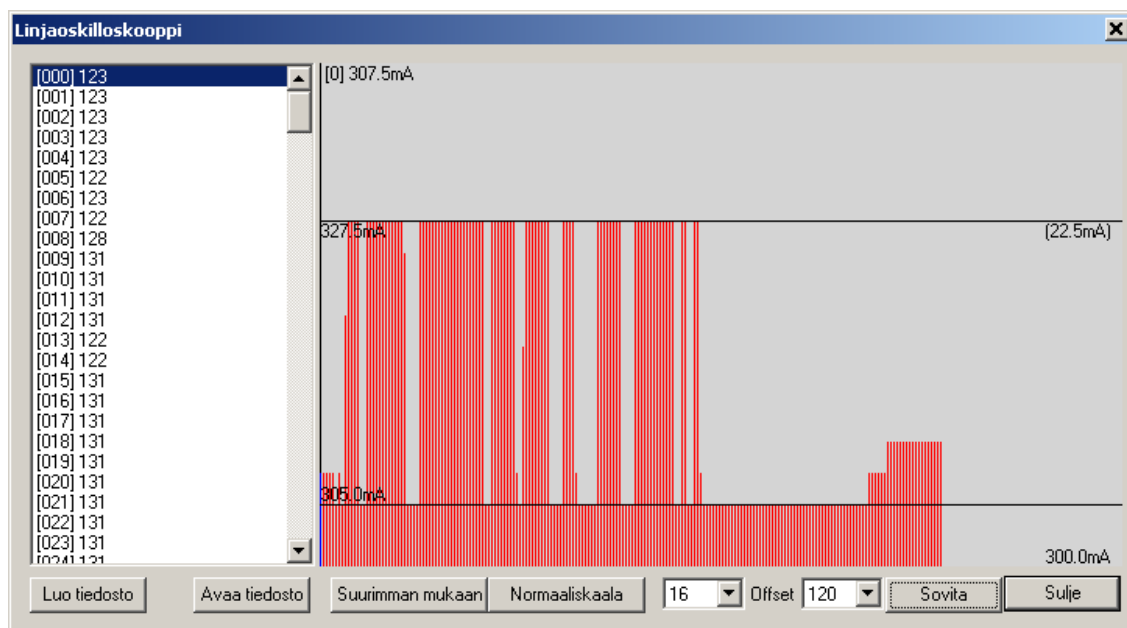 Linjaoskilloskooppi
[000] 123
[001] 123
[002] 123
[003] 123
[004] 123
[005] 122
[006] 123
[007] 122
[008] 128
[009] 131
[010] 131
[011] 131
[012] 131
[013] 122
[014] 122
[015] 131
[016] 131
[017] 131
[018] 131
[019] 131
[020] 131
[021] 131
[022] 131
[023] 131
[024] 131
[0] 307.5mA
327.5mA
(22.5mA)
305.0mA
300.0mA
Luo tiedosto
Avaa tiedosto
Suurimman mukaan
Normaaliskaala
16
Offset
120
Sovita
Sulje